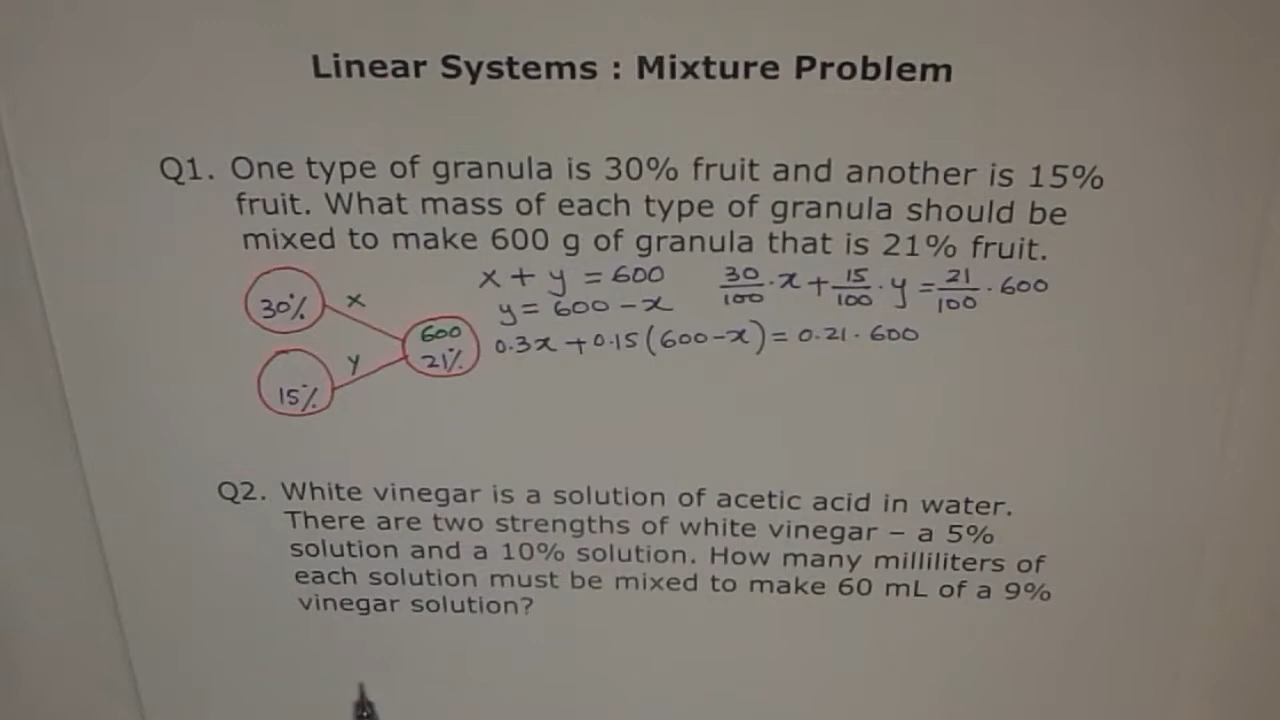 Linear Systems : Mixture Problem
Q1. One type of granula is 30% fruit and another is 15%
fruit. What mass of each type of granula should be
mixed to make 600 g of granula that is 21% fruit.
30% x
15% y
600
21%
x + y = 600
y = 600 - x
30/100 · x + 15/100 · y = 21/100 · 600
0.3x + 0.15(600-x) = 0.21 · 600
Q2. White vinegar is a solution of acetic acid in water.
There are two strengths of white vinegar – a 5%
solution and a 10% solution. How many milliliters of
each solution must be mixed to make 60 mL of a 9%
vinegar solution?